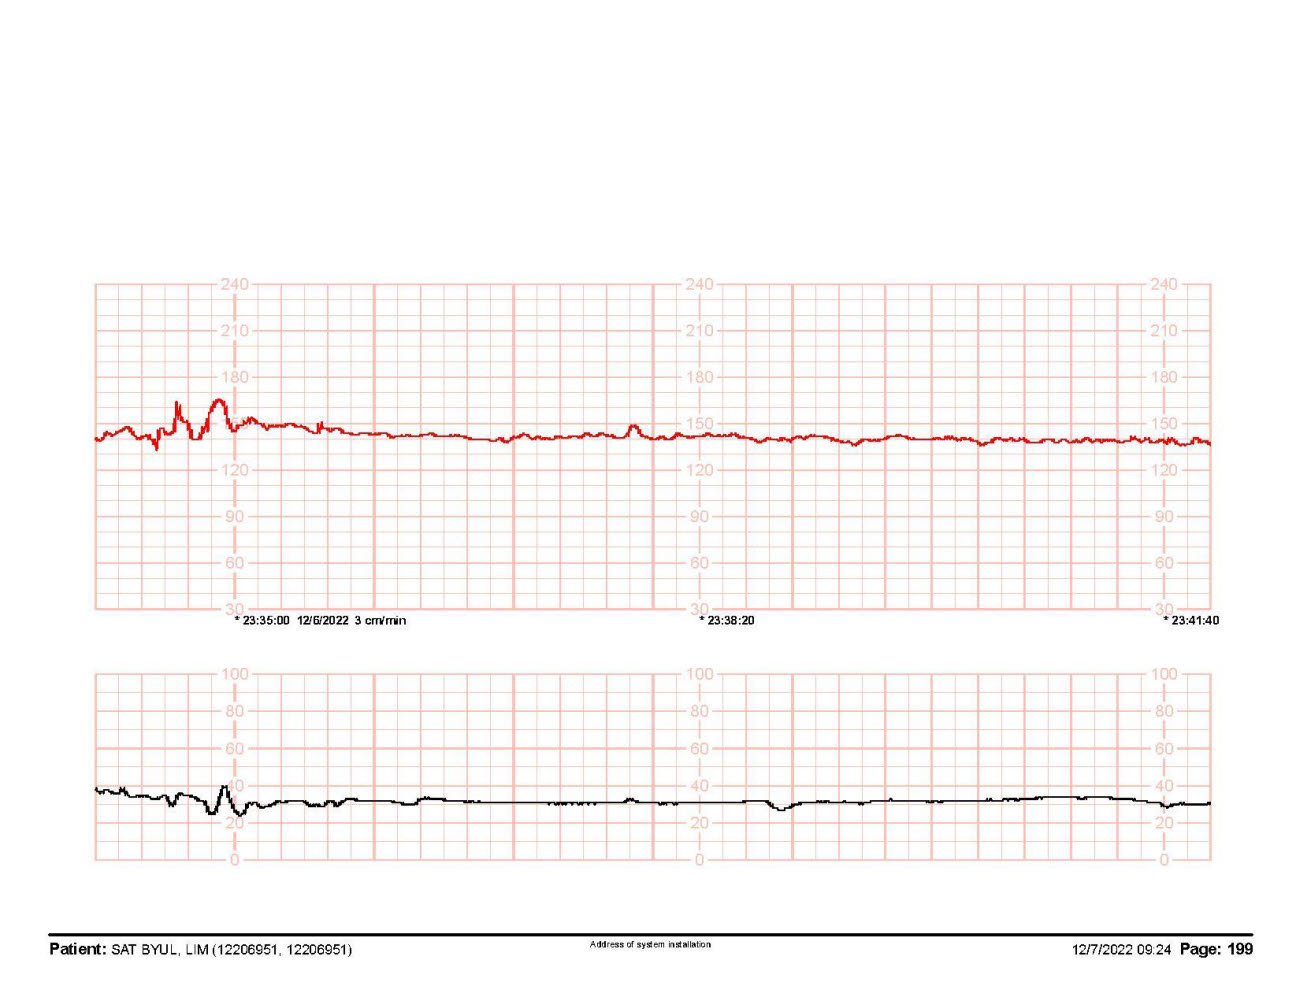 240 240 240
210 210 210
180 180 180
150 150 150
120 120 120
90 90 90
60 60 60
30 30 30
* 23:35:00 12/6/2022 3 cm/min * 23:38:20 * 23:41:40
100 100 100
80 80 80
60 60 60
40 40 40
20 20 20
0 0 0
Patient: SAT BYUL, LIM (12206951, 12206951) Address of system installation 12/7/2022 09:24 Page: 199